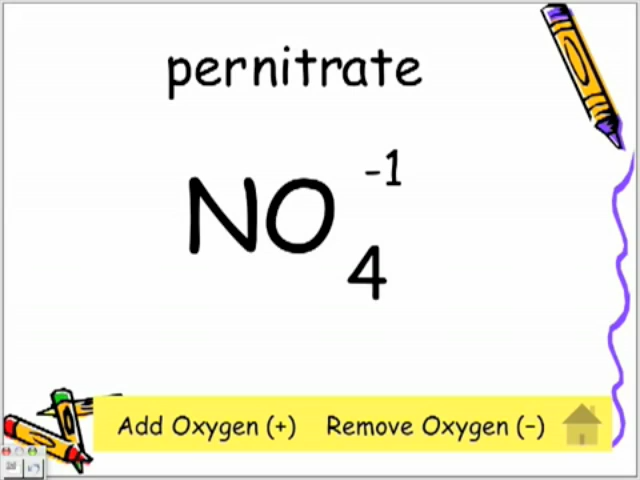 pernitrate
NO4-1
Add Oxygen (+) Remove Oxygen (-)